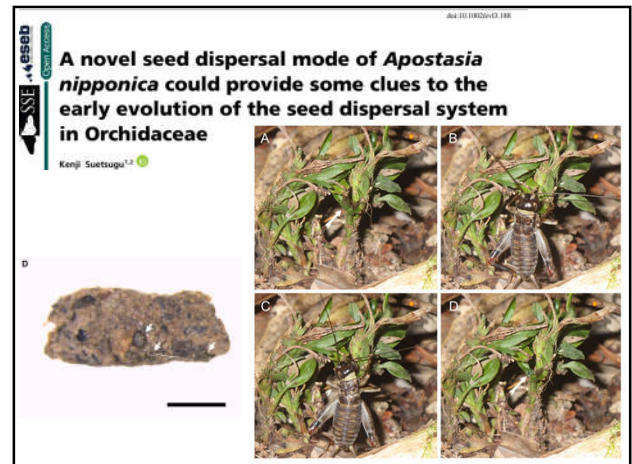 doi:10.1002/evl3.188
SSE eseb
Open Access
A novel seed dispersal mode of Apostasia
nipponica could provide some clues to the
early evolution of the seed dispersal system
in Orchidaceae
Kenji Suetsugu1,2 iD
A
B
D
C
D